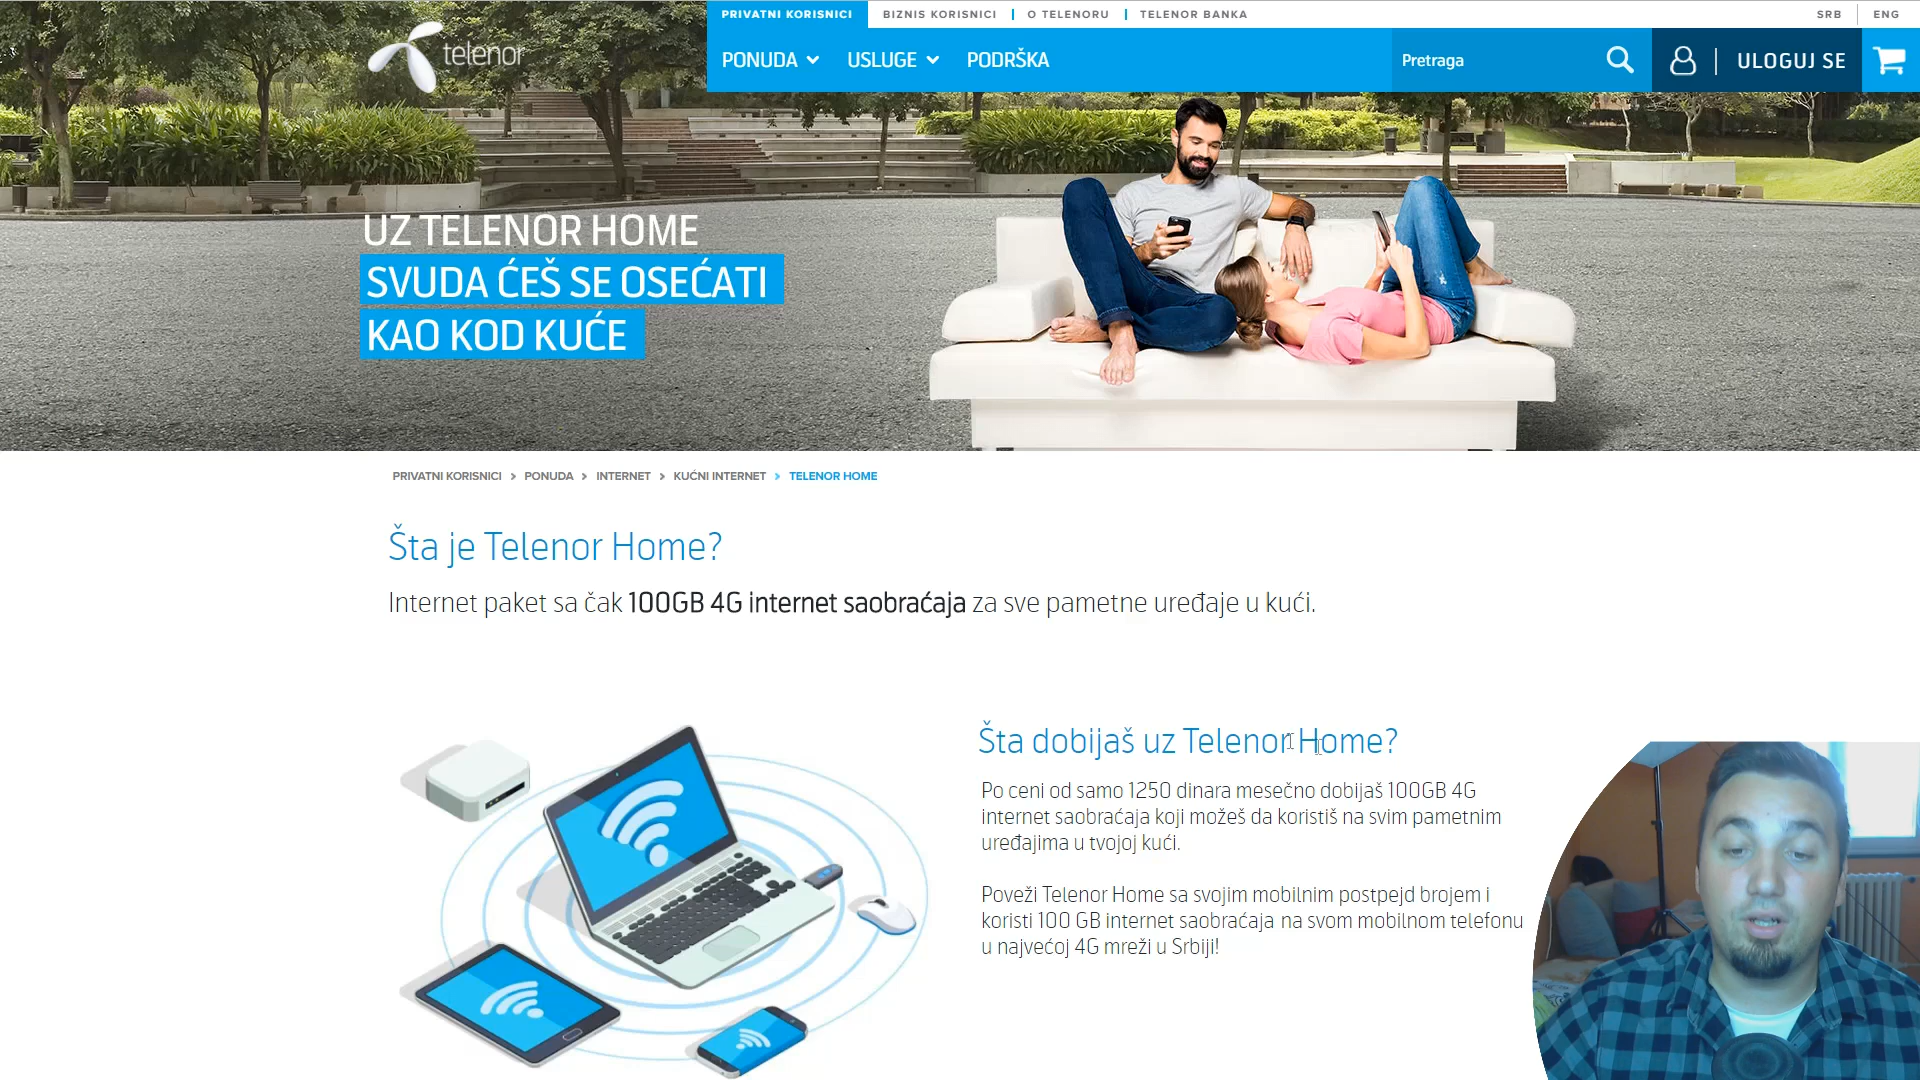 PRIVATNI KORISNICI
BIZNIS KORISNICI
O TELENORU
TELENOR BANKA
SRB
ENG
telenor
PONUDA
USLUGE
PODRŠKA
Pretraga
ULOGUJ SE
UZ TELENOR HOME
SVUDA ĆEŠ SE OSEĆATI
KAO KOD KUĆE
PRIVATNI KORISNICI > PONUDA > INTERNET > KUĆNI INTERNET > TELENOR HOME
Šta je Telenor Home?
Internet paket sa čak 100GB 4G internet saobraćaja za sve pametne uređaje u kući.
Šta dobijaš uz Telenor Home?
Po ceni od samo 1250 dinara mesečno dobijaš 100GB 4G
internet saobraćaja koji možeš da koristiš na svim pametnim
uređajima u tvojoj kući.
Poveži Telenor Home sa svojim mobilnim postpejd brojem i
koristi 100 GB internet saobraćaja na svom mobilnom telefonu
u najvećoj 4G mreži u Srbiji!